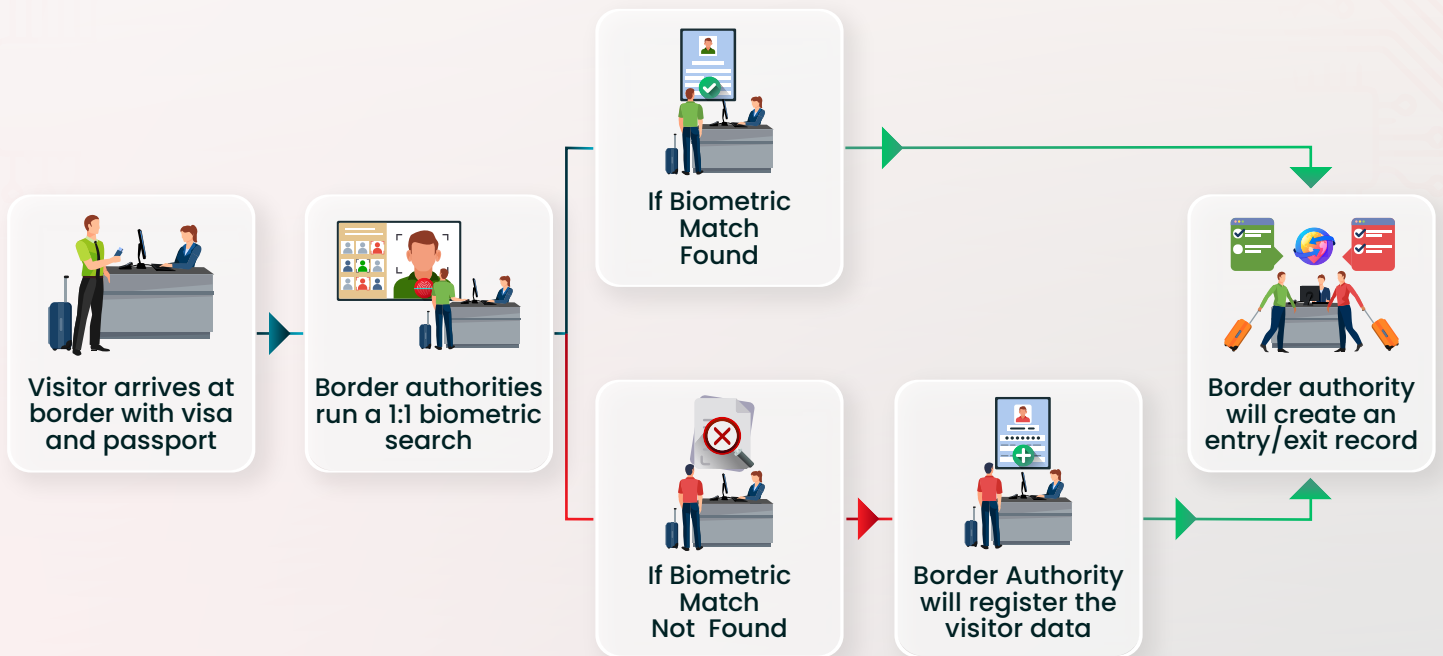 Visitor arrives at
border with visa
and passport
Border authorities
run a 1:1 biometric
search
If Biometric
Match
Found
If Biometric
Match
Not Found
Border Authority
will register the
visitor data
Border authority
will create an
entry/exit record